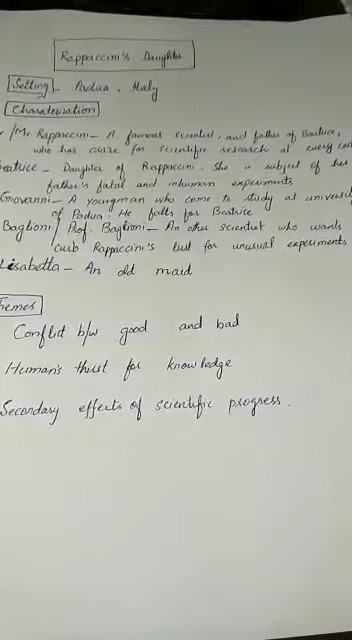 Rappaccini's Daughter
Setting - Padua, Italy
Characterisation
/Mr. Rappaccini - A famous scientist, and father of Beatrice,
who has craze for scientific research at every cost
eatrice - Daughter of Rappaccini. She is subject of her
father's fatal and inhuman experiments
Giovanni - A youngman who come to study at universi
of Padua. He falls for Beatrice
Baglioni/Prof. Baglioni - An other scientist who wants
curb Rappaccini's lust for unusual experiments
Lisabetta - An old maid
Themes
Conflict b/w good and bad
Human's thirst for knowledge
Secondary effects of scientific progress.